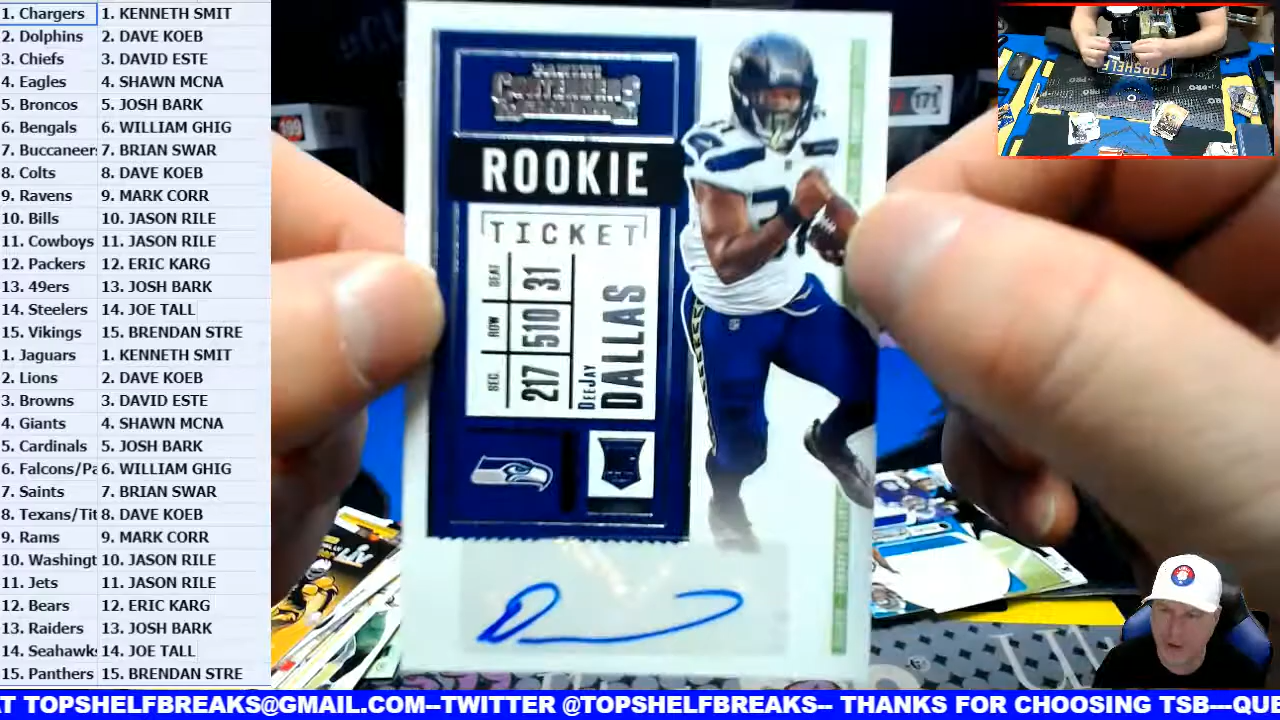 1. Chargers 1. KENNETH SMIT
2. Dolphins 2. DAVE KOEB
3. Chiefs 3. DAVID ESTE
4. Eagles 4. SHAWN MCNA
5. Broncos 5. JOSH BARK
6. Bengals 6. WILLIAM GHIG
7. Buccaneer 7. BRIAN SWAR
8. Colts 8. DAVE KOEB
9. Ravens 9. MARK CORR
10. Bills 10. JASON RILE
11. Cowboys 11. JASON RILE
12. Packers 12. ERIC KARG
13. 49ers 13. JOSH BARK
14. Steelers 14. JOE TALL
15. Vikings 15. BRENDAN STRE
1. Jaguars 1. KENNETH SMIT
2. Lions 2. DAVE KOEB
3. Browns 3. DAVID ESTE
4. Giants 4. SHAWN MCNA
5. Cardinals 5. JOSH BARK
6. Falcons/Pa 6. WILLIAM GHIG
7. Saints 7. BRIAN SWAR
8. Texans/Tit 8. DAVE KOEB
9. Rams 9. MARK CORR
10. Washingt 10. JASON RILE
11. Jets 11. JASON RILE
12. Bears 12. ERIC KARG
13. Raiders 13. JOSH BARK
14. Seahawk 14. JOE TALL
15. Panthers 15. BRENDAN STRE
PANINI
CONTENDERS
ROOKIE
TICKET
SEAT 31
ROW 510
SEC. 217
DEEJAY
DALLAS
171
TOPSHELF
AT TOPSHELFBREAKS@GMAIL.COM--TWITTER @TOPSHELFBREAKS-- THANKS FOR CHOOSING TSB---QUE